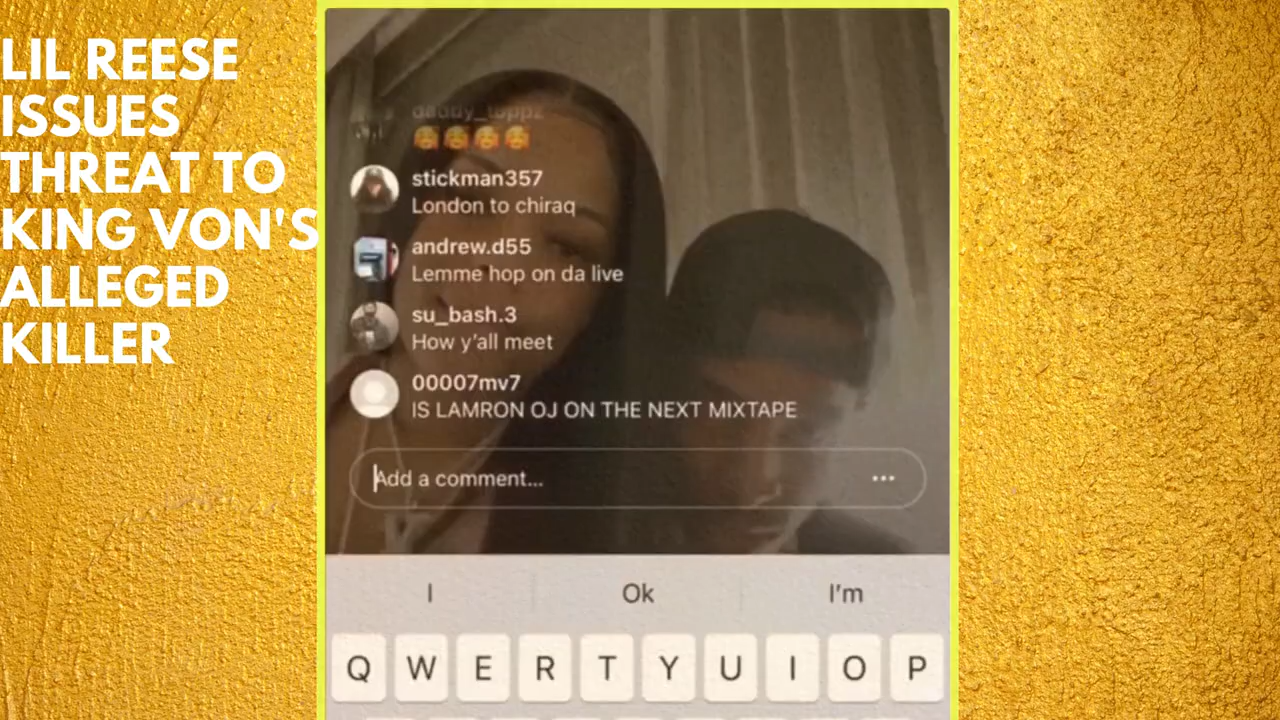 LIL REESE
ISSUES
THREAT TO
KING VON'S
ALLEGED
KILLER
daddy_toppz
🥰🥰🥰🥰
stickman357
London to chiraq
andrew.d55
Lemme hop on da live
su_bash.3
How y'all meet
00007mv7
IS LAMRON OJ ON THE NEXT MIXTAPE
Add a comment...
I Ok I'm
Q W E R T Y U I O P